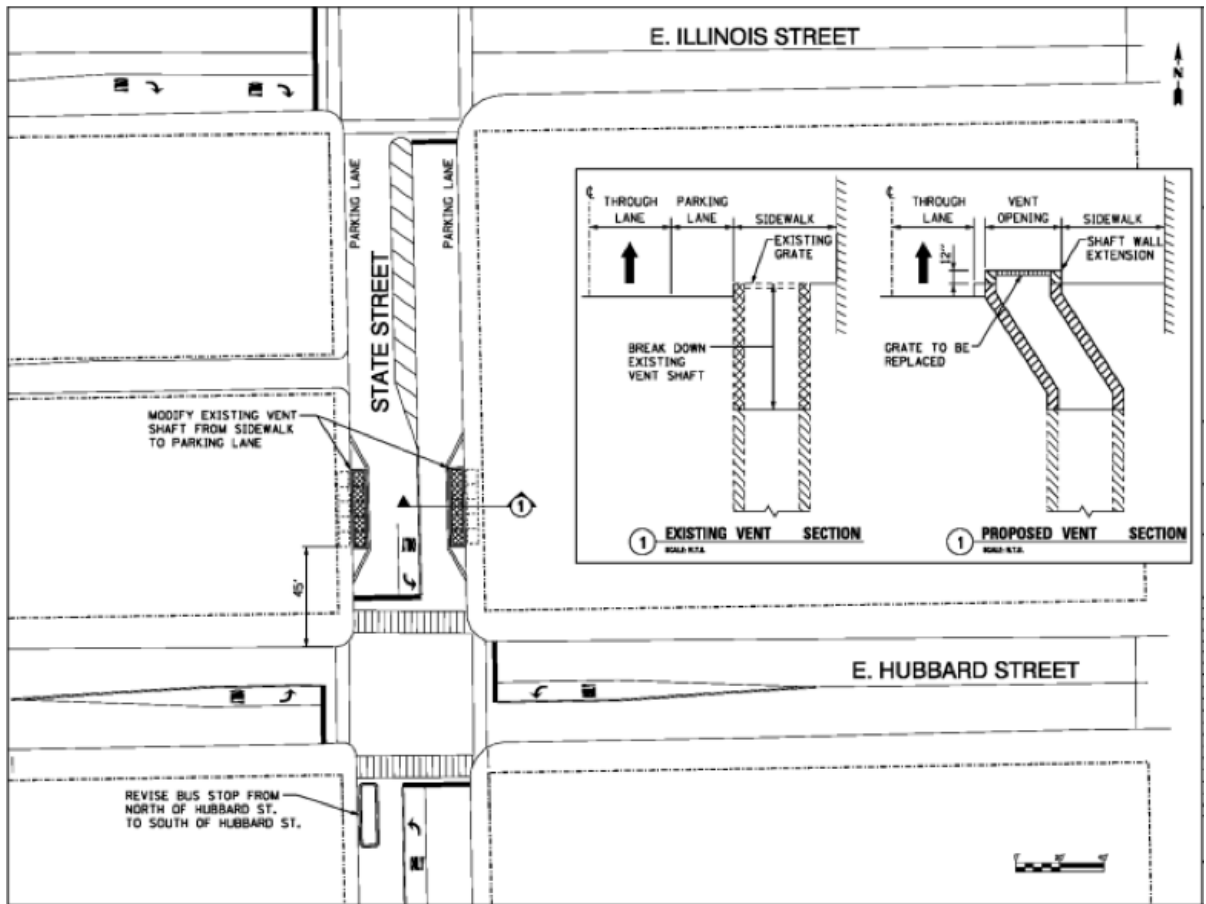 E. ILLINOIS STREET
N
PARKING LANE
PARKING LANE
STATE STREET
MODIFY EXISTING VENT
SHAFT FROM SIDEWALK
TO PARKING LANE
1
ONLY
45'
E. HUBBARD STREET
REVISE BUS STOP FROM
NORTH OF HUBBARD ST.
TO SOUTH OF HUBBARD ST.
ONLY
THROUGH
LANE
PARKING
LANE
SIDEWALK
EXISTING
GRATE
BREAK DOWN
EXISTING
VENT SHAFT
1 EXISTING VENT SECTION
SCALE: N.T.S.
THROUGH
LANE
VENT
OPENING
SIDEWALK
12"
SHAFT WALL
EXTENSION
GRATE TO BE
REPLACED
1 PROPOSED VENT SECTION
SCALE: N.T.S.